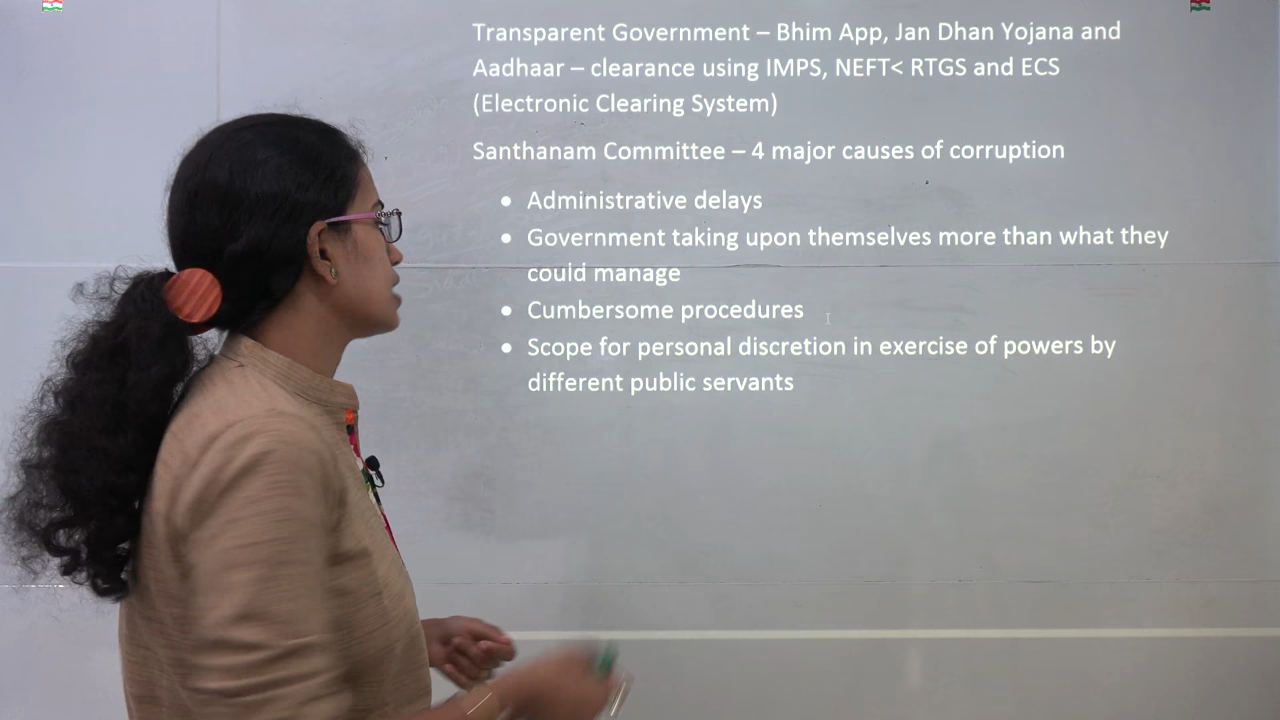 Transparent Government – Bhim App, Jan Dhan Yojana and
Aadhaar – clearance using IMPS, NEFT< RTGS and ECS
(Electronic Clearing System)
Santhanam Committee – 4 major causes of corruption
• Administrative delays
• Government taking upon themselves more than what they
could manage
• Cumbersome procedures
• Scope for personal discretion in exercise of powers by
different public servants